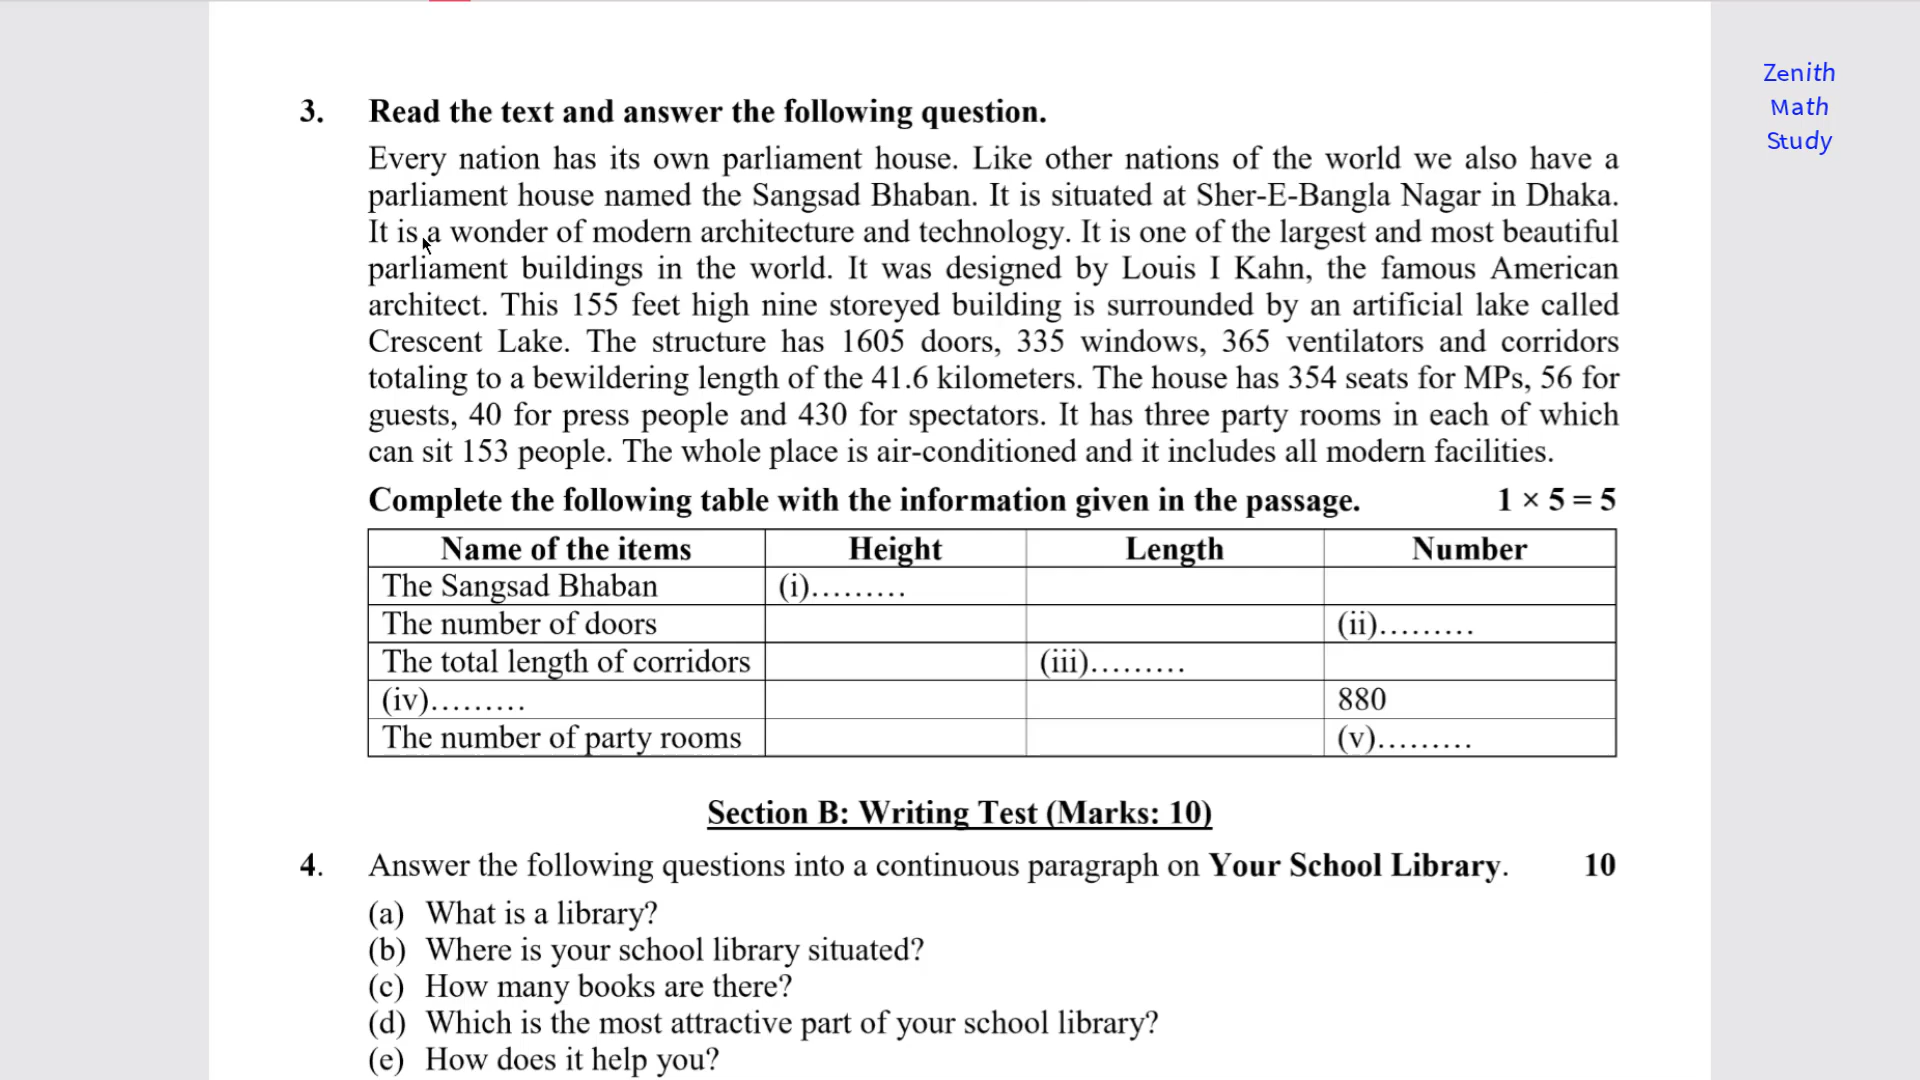 Zenith
Math
Study
3. Read the text and answer the following question.
Every nation has its own parliament house. Like other nations of the world we also have a
parliament house named the Sangsad Bhaban. It is situated at Sher-E-Bangla Nagar in Dhaka.
It is a wonder of modern architecture and technology. It is one of the largest and most beautiful
parliament buildings in the world. It was designed by Louis I Kahn, the famous American
architect. This 155 feet high nine storeyed building is surrounded by an artificial lake called
Crescent Lake. The structure has 1605 doors, 335 windows, 365 ventilators and corridors
totaling to a bewildering length of the 41.6 kilometers. The house has 354 seats for MPs, 56 for
guests, 40 for press people and 430 for spectators. It has three party rooms in each of which
can sit 153 people. The whole place is air-conditioned and it includes all modern facilities.
Complete the following table with the information given in the passage. 1 × 5 = 5
Name of the items Height Length Number
The Sangsad Bhaban (i)………
The number of doors (ii)………
The total length of corridors (iii)………
(iv)……… 880
The number of party rooms (v)………
Section B: Writing Test (Marks: 10)
4. Answer the following questions into a continuous paragraph on Your School Library. 10
(a) What is a library?
(b) Where is your school library situated?
(c) How many books are there?
(d) Which is the most attractive part of your school library?
(e) How does it help you?